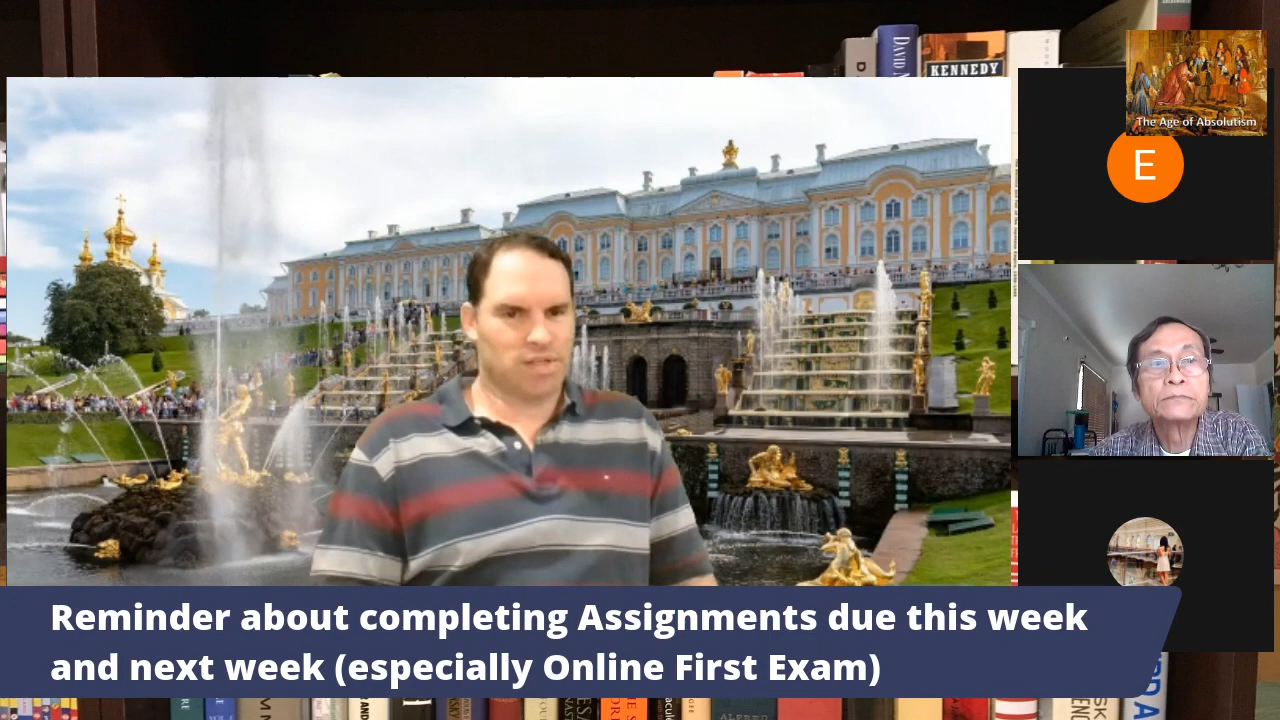 DAVID
KENNEDY
The Age of Absolutism
E
Reminder about completing Assignments due this week
and next week (especially Online First Exam)